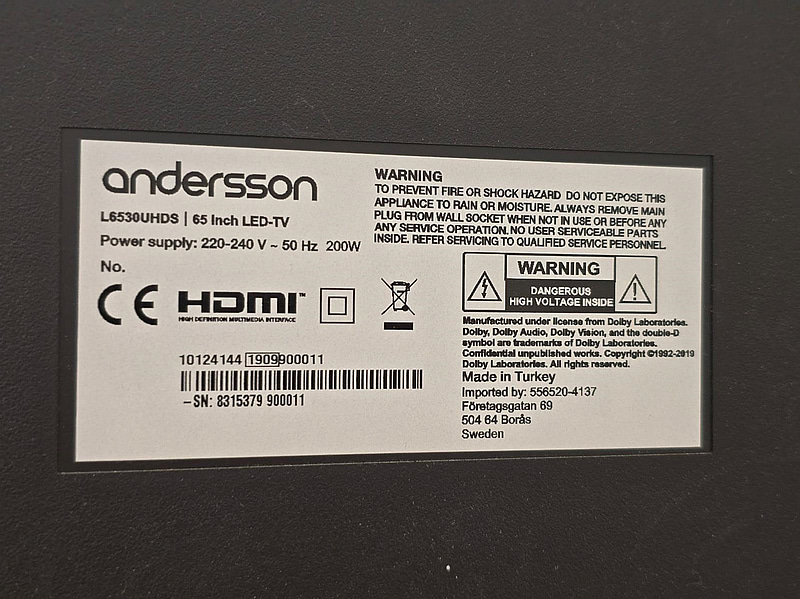 andersson
L6530UHDS | 65 Inch LED-TV
Power supply: 220-240 V ~ 50 Hz 200W
No.
CE HDMI™
HIGH DEFINITION MULTIMEDIA INTERFACE
10124144 1909900011
–SN: 8315379 900011
WARNING
TO PREVENT FIRE OR SHOCK HAZARD DO NOT EXPOSE THIS
APPLIANCE TO RAIN OR MOISTURE. ALWAYS REMOVE MAIN
PLUG FROM WALL SOCKET WHEN NOT IN USE OR BEFORE ANY
ANY SERVICE OPERATION. NO USER SERVICEABLE PARTS
INSIDE. REFER SERVICING TO QUALIFIED SERVICE PERSONNEL.
WARNING
DANGEROUS
HIGH VOLTAGE INSIDE
Manufactured under license from Dolby Laboratories.
Dolby, Dolby Audio, Dolby Vision, and the double-D
symbol are trademarks of Dolby Laboratories.
Confidential unpublished works. Copyright ©1992-2019
Dolby Laboratories. All rights reserved.
Made in Turkey
Imported by: 556520-4137
Företagsgatan 69
504 64 Borås
Sweden